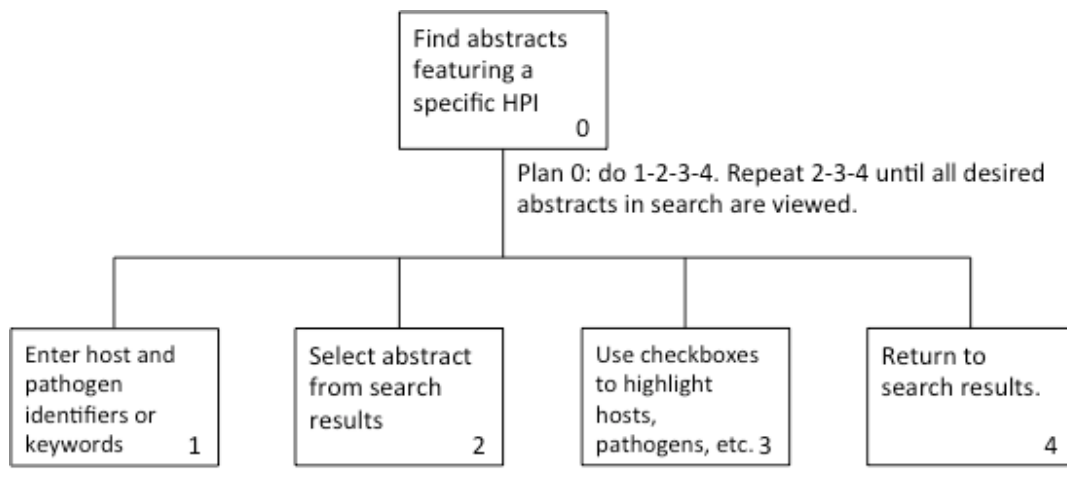 Find abstracts
featuring a
specific HPI
0
Plan 0: do 1-2-3-4. Repeat 2-3-4 until all desired
abstracts in search are viewed.
Enter host and
pathogen
identifiers or
keywords 1
Select abstract
from search
results
2
Use checkboxes
to highlight
hosts,
pathogens, etc. 3
Return to
search results.
4